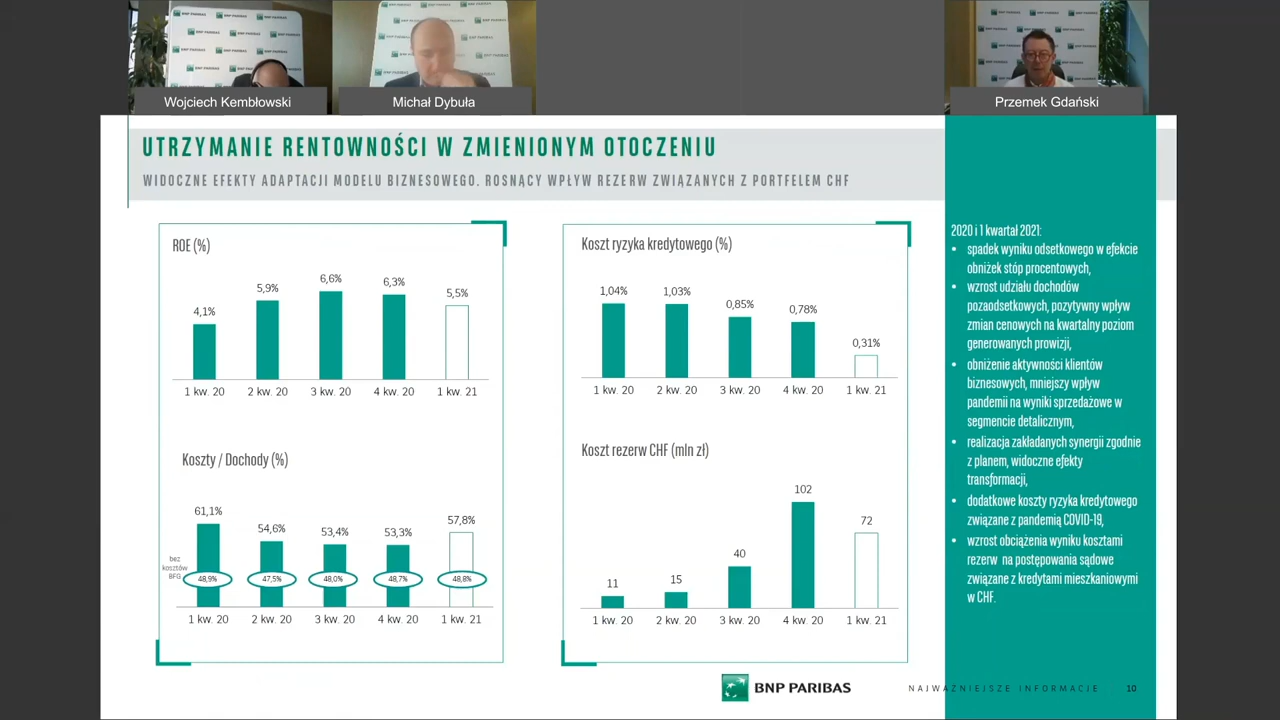 Wojciech Kembłowski
Michał Dybuła
Przemek Gdański
UTRZYMANIE RENTOWNOŚCI W ZMIENIONYM OTOCZENIU
WIDOCZNE EFEKTY ADAPTACJI MODELU BIZNESOWEGO. ROSNĄCY WPŁYW REZERW ZWIĄZANYCH Z PORTFELEM CHF
ROE (%)
4,1% 5,9% 6,6% 6,3% 5,5%
1 kw. 20 2 kw. 20 3 kw. 20 4 kw. 20 1 kw. 21
Koszty / Dochody (%)
61,1% 54,6% 53,4% 53,3% 57,8%
bez
kosztów
BFG
48,9% 47,5% 48,0% 48,7% 48,8%
1 kw. 20 2 kw. 20 3 kw. 20 4 kw. 20 1 kw. 21
Koszt ryzyka kredytowego (%)
1,04% 1,03% 0,85% 0,78% 0,31%
1 kw. 20 2 kw. 20 3 kw. 20 4 kw. 20 1 kw. 21
Koszt rezerw CHF (mln zł)
11 15 40 102 72
1 kw. 20 2 kw. 20 3 kw. 20 4 kw. 20 1 kw. 21
2020 i 1 kwartał 2021:
• spadek wyniku odsetkowego w efekcie
obniżek stóp procentowych,
• wzrost udziału dochodów
pozaodsetkowych, pozytywny wpływ
zmian cenowych na kwartalny poziom
generowanych prowizji,
• obniżenie aktywności klientów
biznesowych, mniejszy wpływ
pandemii na wyniki sprzedażowe w
segmencie detalicznym,
• realizacja zakładanych synergii zgodnie
z planem, widoczne efekty
transformacji,
• dodatkowe koszty ryzyka kredytowego
związane z pandemią COVID-19,
• wzrost obciążenia wyniku kosztami
rezerw na postępowania sądowe
związane z kredytami mieszkaniowymi
w CHF.
BNP PARIBAS
NAJWAŻNIEJSZE INFORMACJE 10